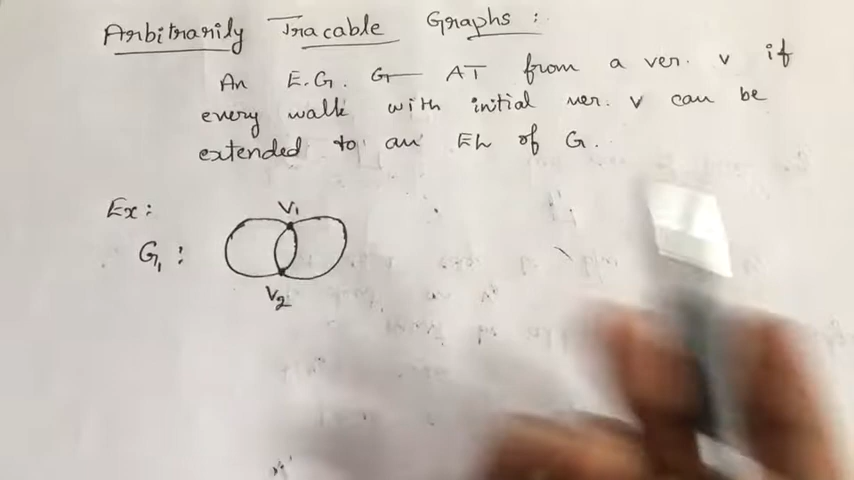 Arbitrarily Tracable Graphs :
An E.G. G— AT from a ver. v if
every walk with initial ver. v can be
extended to an EL of G.
Ex:
G₁ :
V₁
V₂